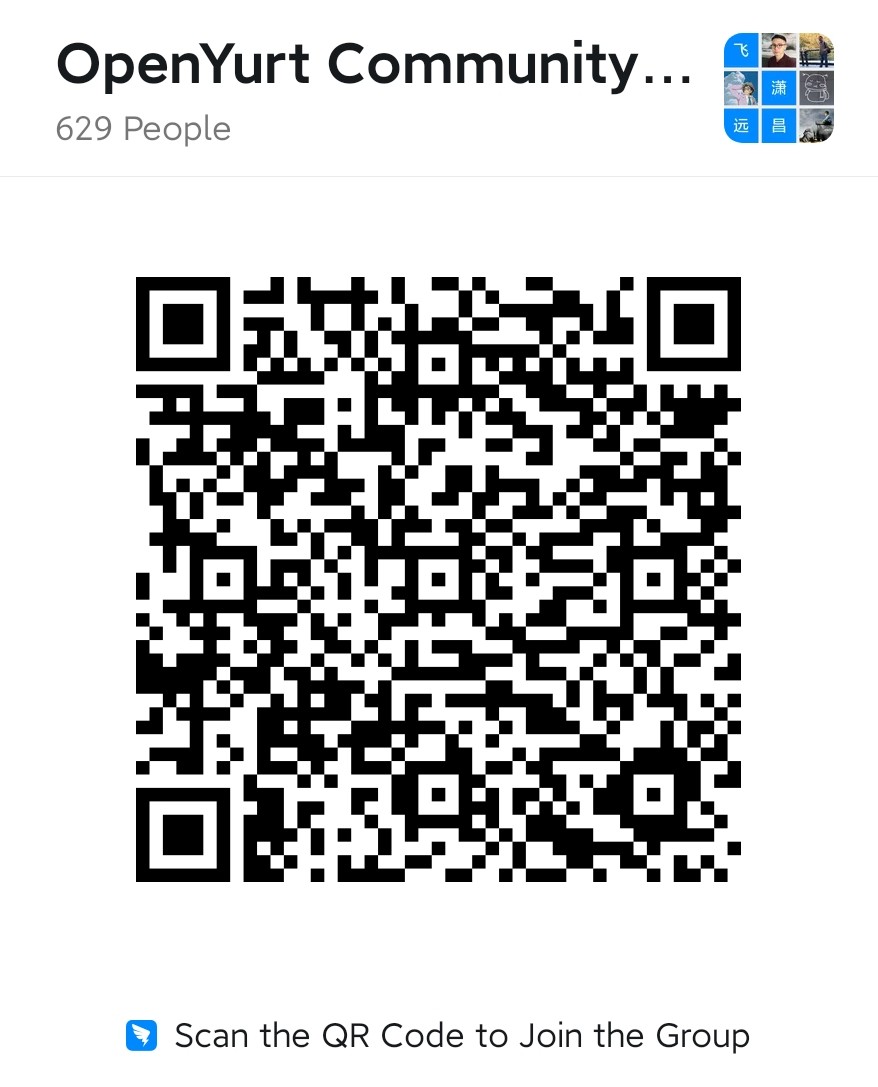 OpenYurt Community...
629 People
飞
潇
远 昌
Scan the QR Code to Join the Group